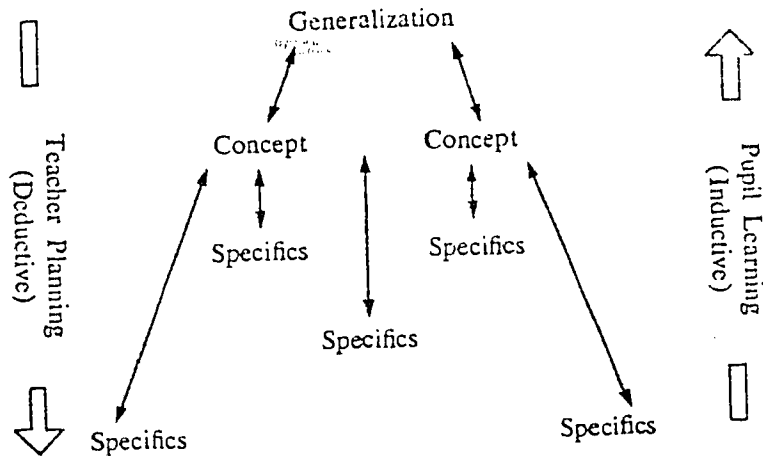 Generalization
Concept
Concept
Specifics
Specifics
Specifics
Specifics
Specifics
Teacher Planning
(Deductive)
Pupil Learning
(Inductive)